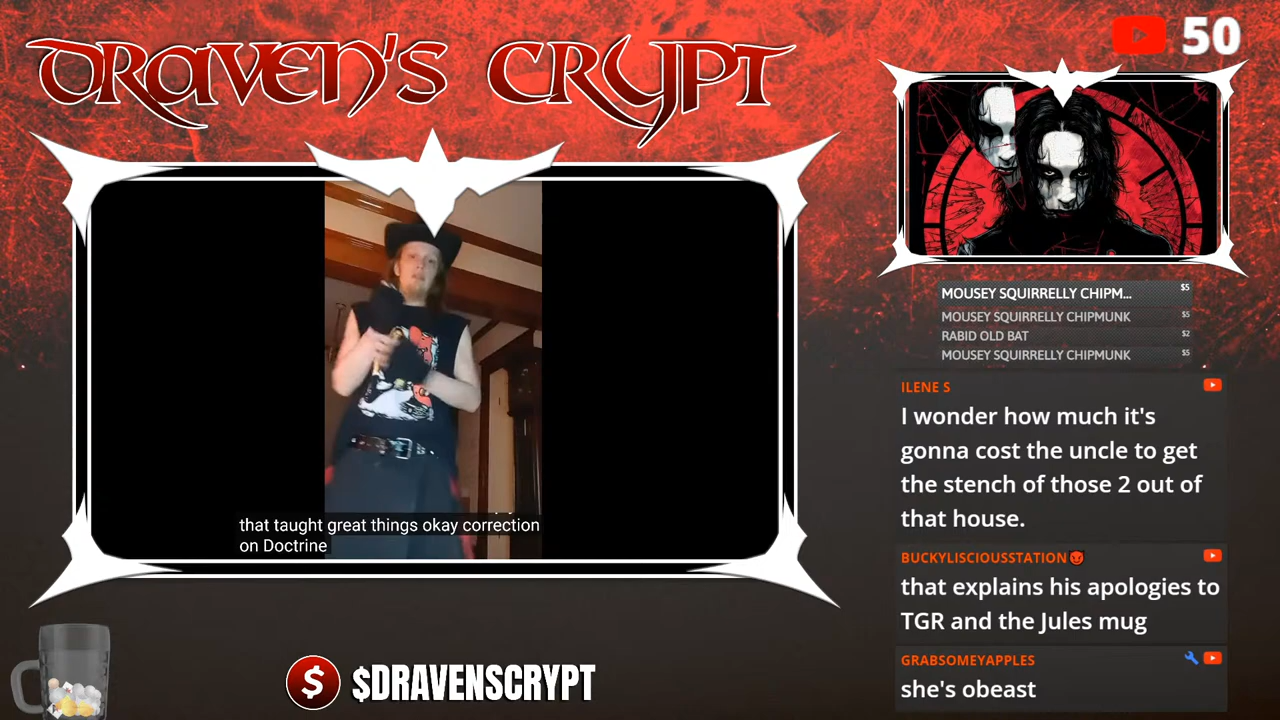 DRAVEN'S CRYPT
50
that taught great things okay correction
on Doctrine
MOUSEY SQUIRRELLY CHIPM... $5
MOUSEY SQUIRRELLY CHIPMUNK $5
RABID OLD BAT $2
MOUSEY SQUIRRELLY CHIPMUNK $5
ILENE S
I wonder how much it's
gonna cost the uncle to get
the stench of those 2 out of
that house.
BUCKYLISCIOUSSTATION😈
that explains his apologies to
TGR and the Jules mug
GRABSOMEYAPPLES
she's obeast
$ $DRAVENSCRYPT